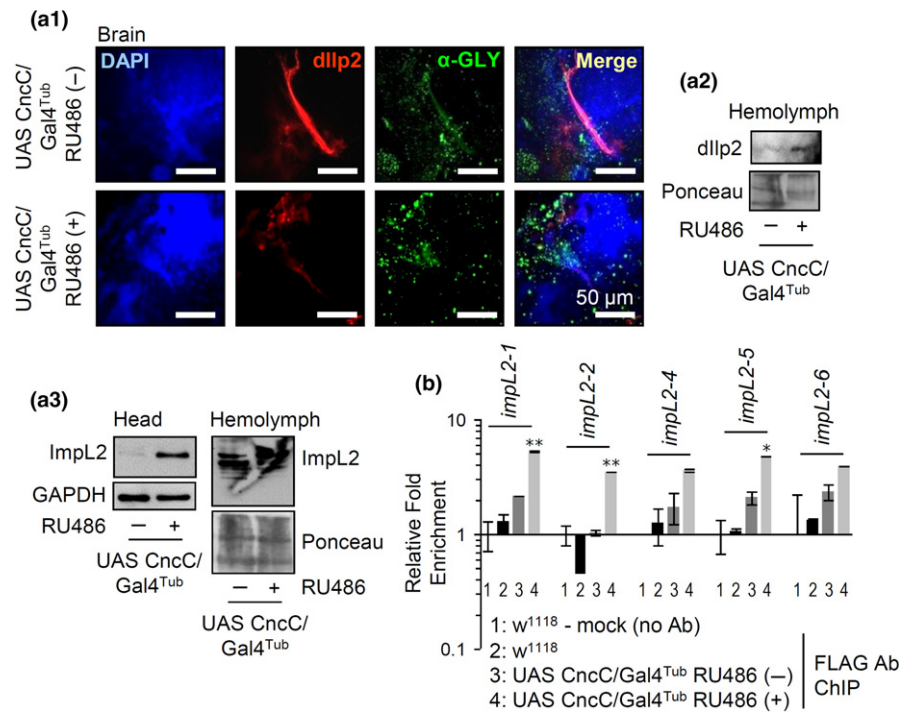 (a1)
Brain
DAPI
dIlp2
α-GLY
Merge
UAS CncC/
Gal4Tub
RU486 (–)
UAS CncC/
Gal4Tub
RU486 (+)
50 µm
(a2)
Hemolymph
dIlp2
Ponceau
RU486 – +
UAS CncC/
Gal4Tub
(a3)
Head
ImpL2
GAPDH
RU486 – +
UAS CncC/
Gal4Tub
Hemolymph
ImpL2
Ponceau
– + RU486
UAS CncC/
Gal4Tub
(b)
impL2-1
impL2-2
impL2-4
impL2-5
impL2-6
Relative Fold
Enrichment
10
1
0.1
**
**
*
1 2 3 4 1 2 3 4 1 2 3 4 1 2 3 4 1 2 3 4
1: w1118 - mock (no Ab)
2: w1118
3: UAS CncC/Gal4Tub RU486 (—)
4: UAS CncC/Gal4Tub RU486 (+)
FLAG Ab
ChIP